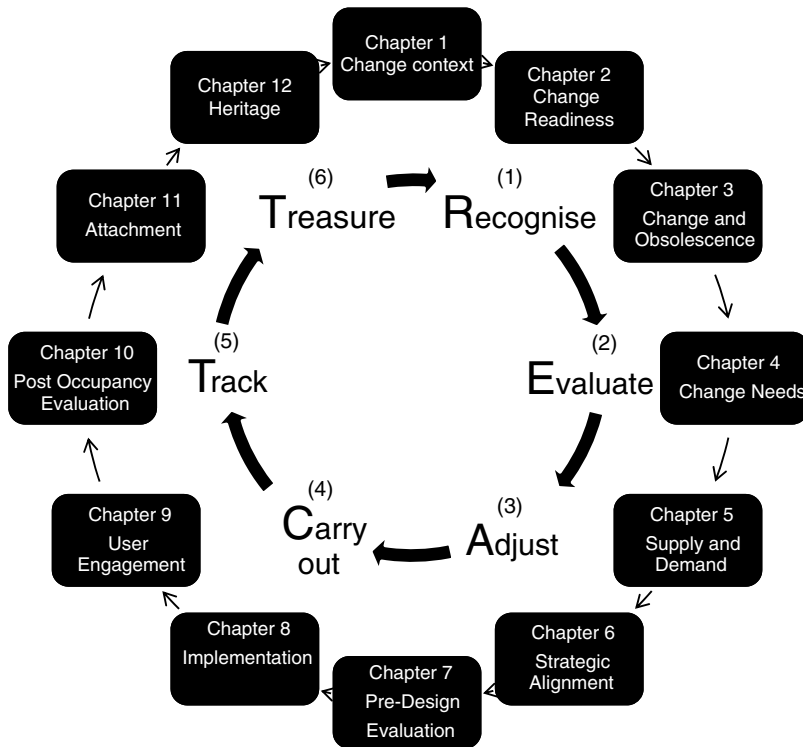 Chapter 1
Change context
Chapter 2
Change
Readiness
Chapter 3
Change and
Obsolescence
Chapter 4
Change Needs
Chapter 5
Supply and
Demand
Chapter 6
Strategic
Alignment
Chapter 7
Pre-Design
Evaluation
Chapter 8
Implementation
Chapter 9
User
Engagement
Chapter 10
Post Occupancy
Evaluation
Chapter 11
Attachment
Chapter 12
Heritage
(1)
Recognise
(2)
Evaluate
(3)
Adjust
(4)
Carry
out
(5)
Track
(6)
Treasure